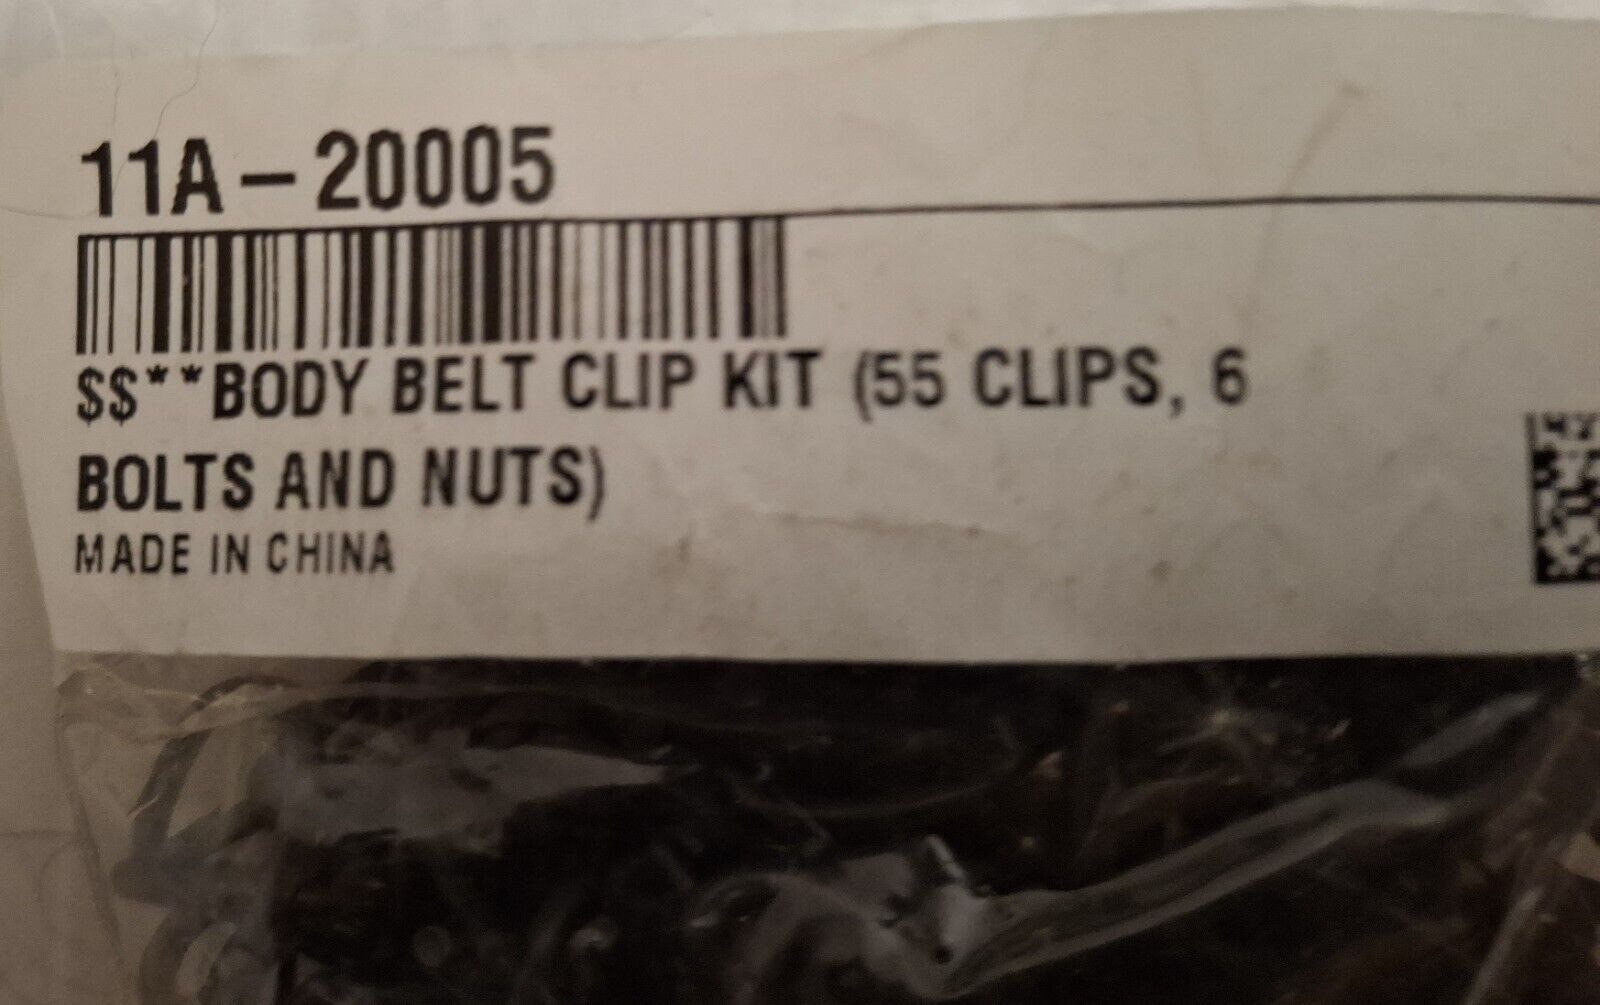 11A-20005
$$**BODY BELT CLIP KIT (55 CLIPS, 6
BOLTS AND NUTS)
MADE IN CHINA